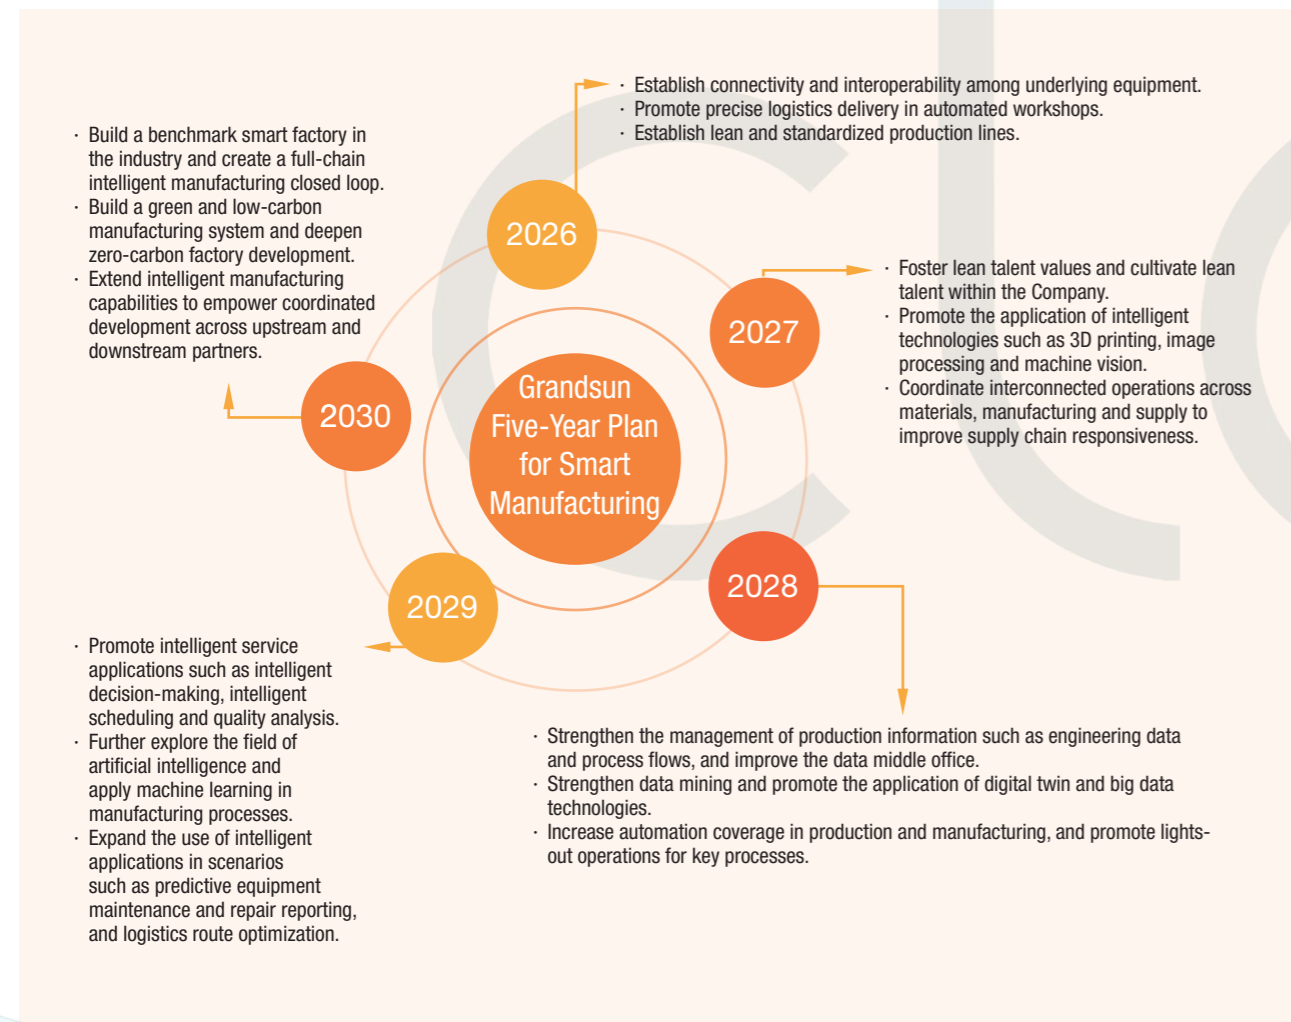 Grandsun
Five-Year Plan
for Smart
Manufacturing
2026
· Establish connectivity and interoperability among underlying equipment.
· Promote precise logistics delivery in automated workshops.
· Establish lean and standardized production lines.
2027
· Foster lean talent values and cultivate lean
talent within the Company.
· Promote the application of intelligent
technologies such as 3D printing, image
processing and machine vision.
· Coordinate interconnected operations across
materials, manufacturing and supply to
improve supply chain responsiveness.
2028
· Strengthen the management of production information such as engineering data
and process flows, and improve the data middle office.
· Strengthen data mining and promote the application of digital twin and big data
technologies.
· Increase automation coverage in production and manufacturing, and promote lights-
out operations for key processes.
2029
· Promote intelligent service
applications such as intelligent
decision-making, intelligent
scheduling and quality analysis.
· Further explore the field of
artificial intelligence and
apply machine learning in
manufacturing processes.
· Expand the use of intelligent
applications in scenarios
such as predictive equipment
maintenance and repair reporting,
and logistics route optimization.
2030
· Build a benchmark smart factory in
the industry and create a full-chain
intelligent manufacturing closed loop.
· Build a green and low-carbon
manufacturing system and deepen
zero-carbon factory development.
· Extend intelligent manufacturing
capabilities to empower coordinated
development across upstream and
downstream partners.